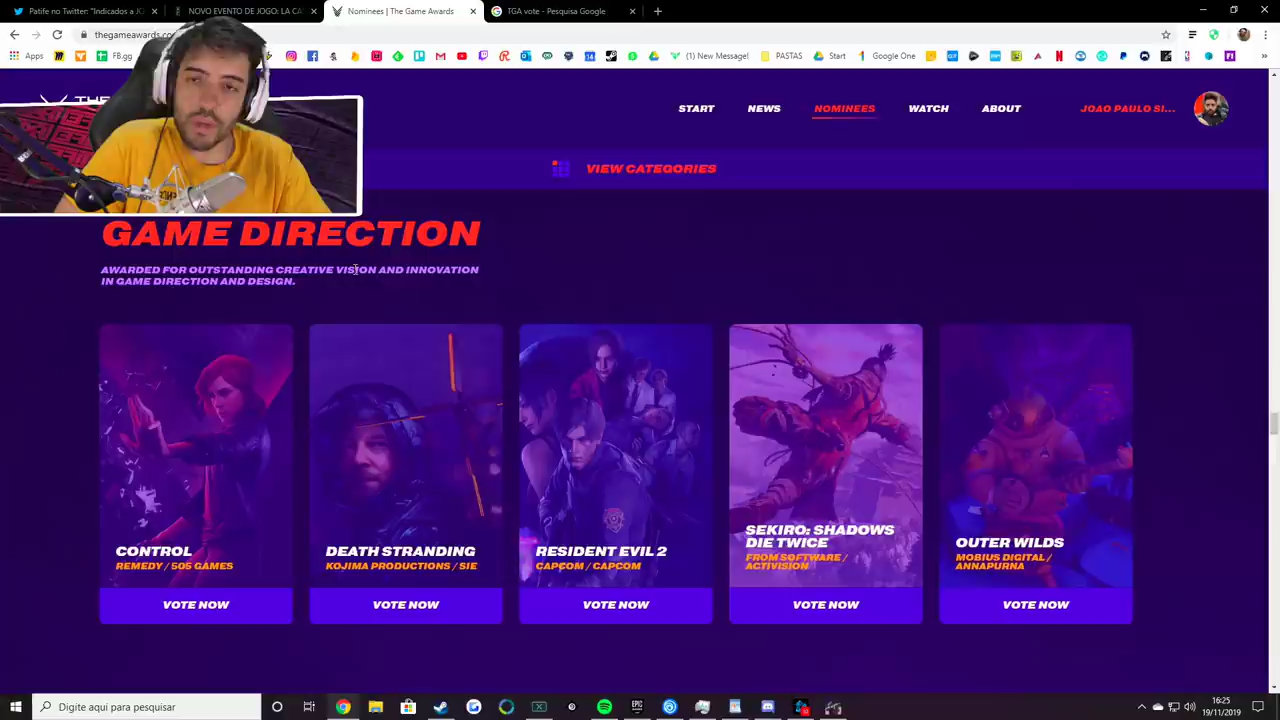 Patife no Twitter: "Indicados a JG
NOVO EVENTO DE JOGO: LA CA
Nominees | The Game Awards
TGA vote - Pesquisa Google
thegameawards.co
Apps
FB.gg
(1) New Message!
PASTAS
Start
Google One
THE
START
NEWS
NOMINEES
WATCH
ABOUT
JOAO PAULO SI...
VIEW CATEGORIES
GAME DIRECTION
AWARDED FOR OUTSTANDING CREATIVE VISION AND INNOVATION
IN GAME DIRECTION AND DESIGN.
CONTROL
REMEDY / 505 GAMES
VOTE NOW
DEATH STRANDING
KOJIMA PRODUCTIONS / SIE
VOTE NOW
RESIDENT EVIL 2
CAPCOM / CAPCOM
VOTE NOW
SEKIRO: SHADOWS
DIE TWICE
FROM SOFTWARE /
ACTIVISION
VOTE NOW
OUTER WILDS
MOBIUS DIGITAL /
ANNAPURNA
VOTE NOW
Digite aqui para pesquisar
16:25
19/11/2019